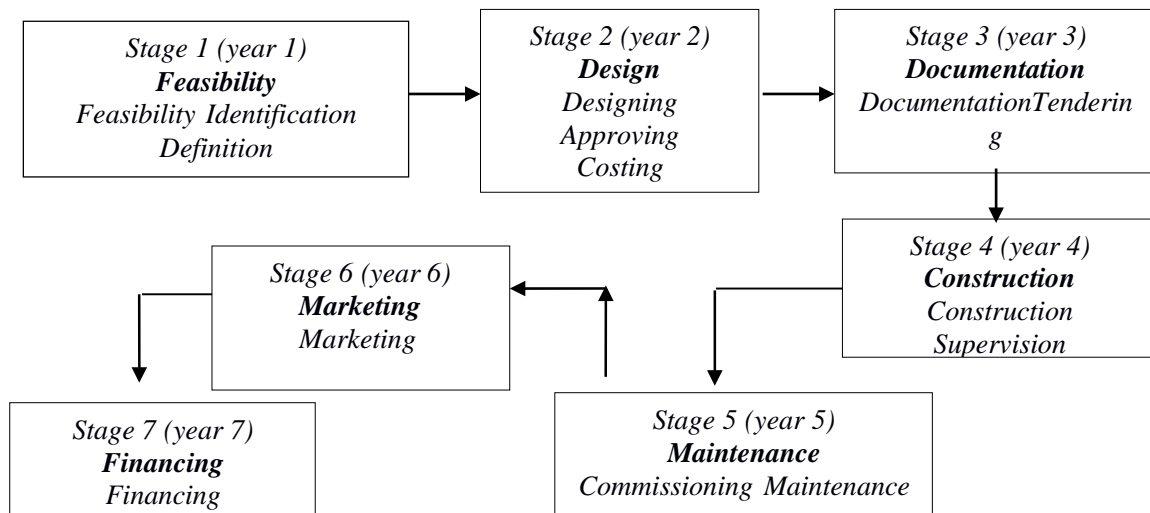 Stage 1 (year 1)
Feasibility
Feasibility Identification
Definition
Stage 2 (year 2)
Design
Designing
Approving
Costing
Stage 3 (year 3)
Documentation
DocumentationTenderin
g
Stage 4 (year 4)
Construction
Construction
Supervision
Stage 5 (year 5)
Maintenance
Commissioning Maintenance
Stage 6 (year 6)
Marketing
Marketing
Stage 7 (year 7)
Financing
Financing